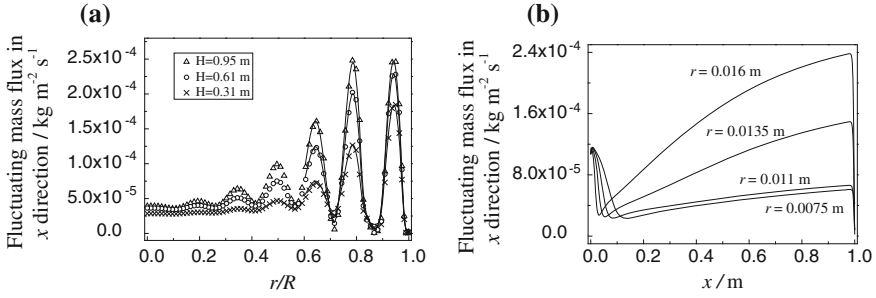 (a)
Fluctuating mass flux in
x direction / kg m⁻² s⁻¹
2.5x10⁻⁴
2.0x10⁻⁴
1.5x10⁻⁴
1.0x10⁻⁴
5.0x10⁻⁵
0.0
H=0.95 m
H=0.61 m
H=0.31 m
0.0 0.2 0.4 0.6 0.8 1.0
r/R
(b)
Fluctuating mass flux in
x direction / kg m⁻² s⁻¹
2.4x10⁻⁴
1.6x10⁻⁴
8.0x10⁻⁵
0.0
r = 0.016 m
r = 0.0135 m
r = 0.011 m
r = 0.0075 m
0.0 0.2 0.4 0.6 0.8 1.0
x / m